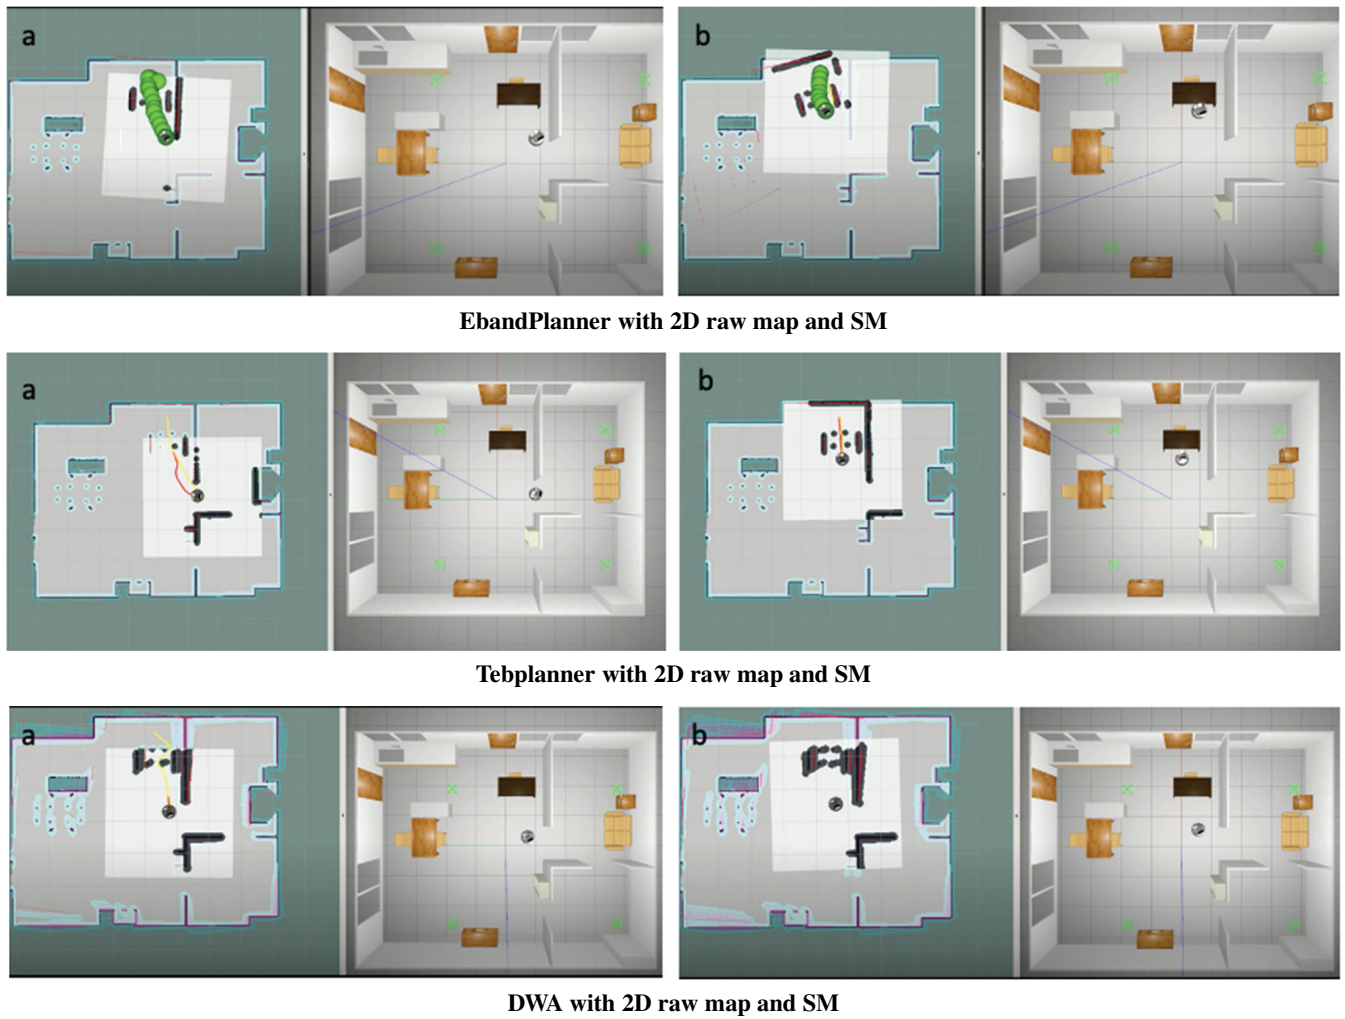 a
b
EbandPlanner with 2D raw map and SM
a
b
Tebplanner with 2D raw map and SM
a
b
DWA with 2D raw map and SM